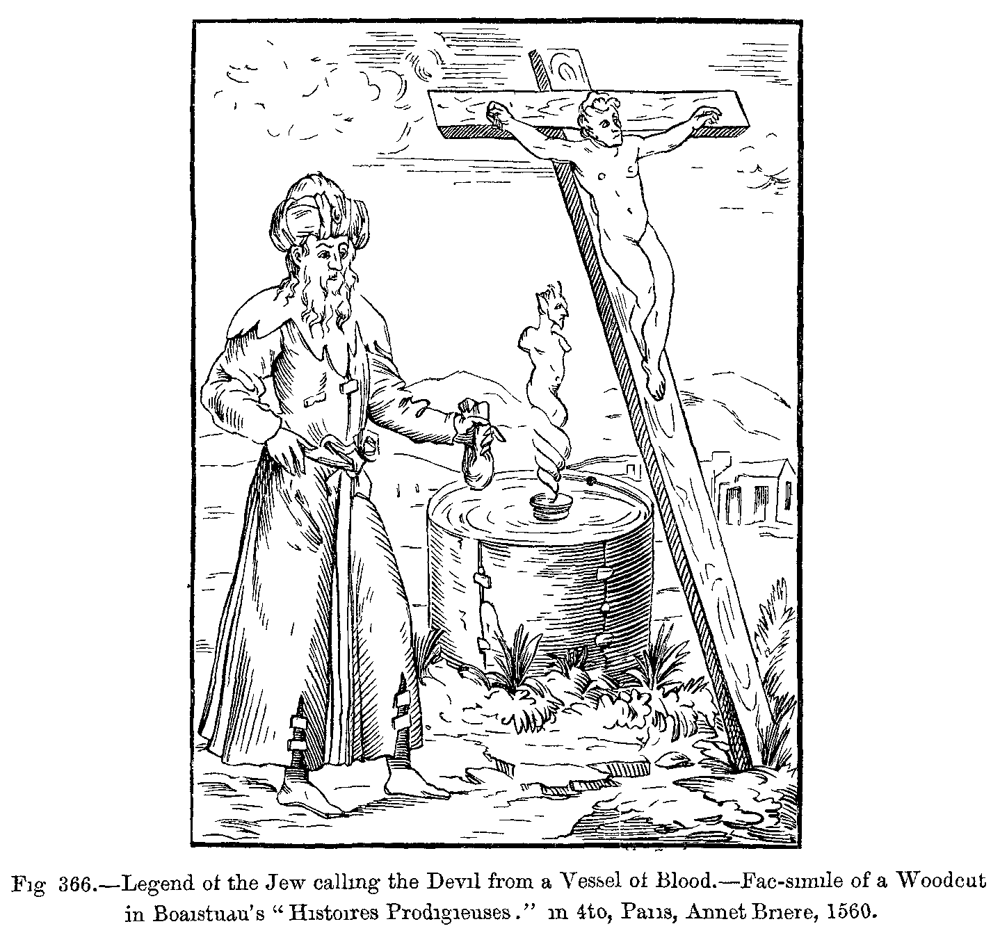 Fig 366.—Legend of the Jew calling the Devil from a Vessel of Blood.—Fac-simile of a Woodcut
in Boaistuau's “Histoires Prodigieuses.” in 4to, Paris, Annet Briere, 1560.